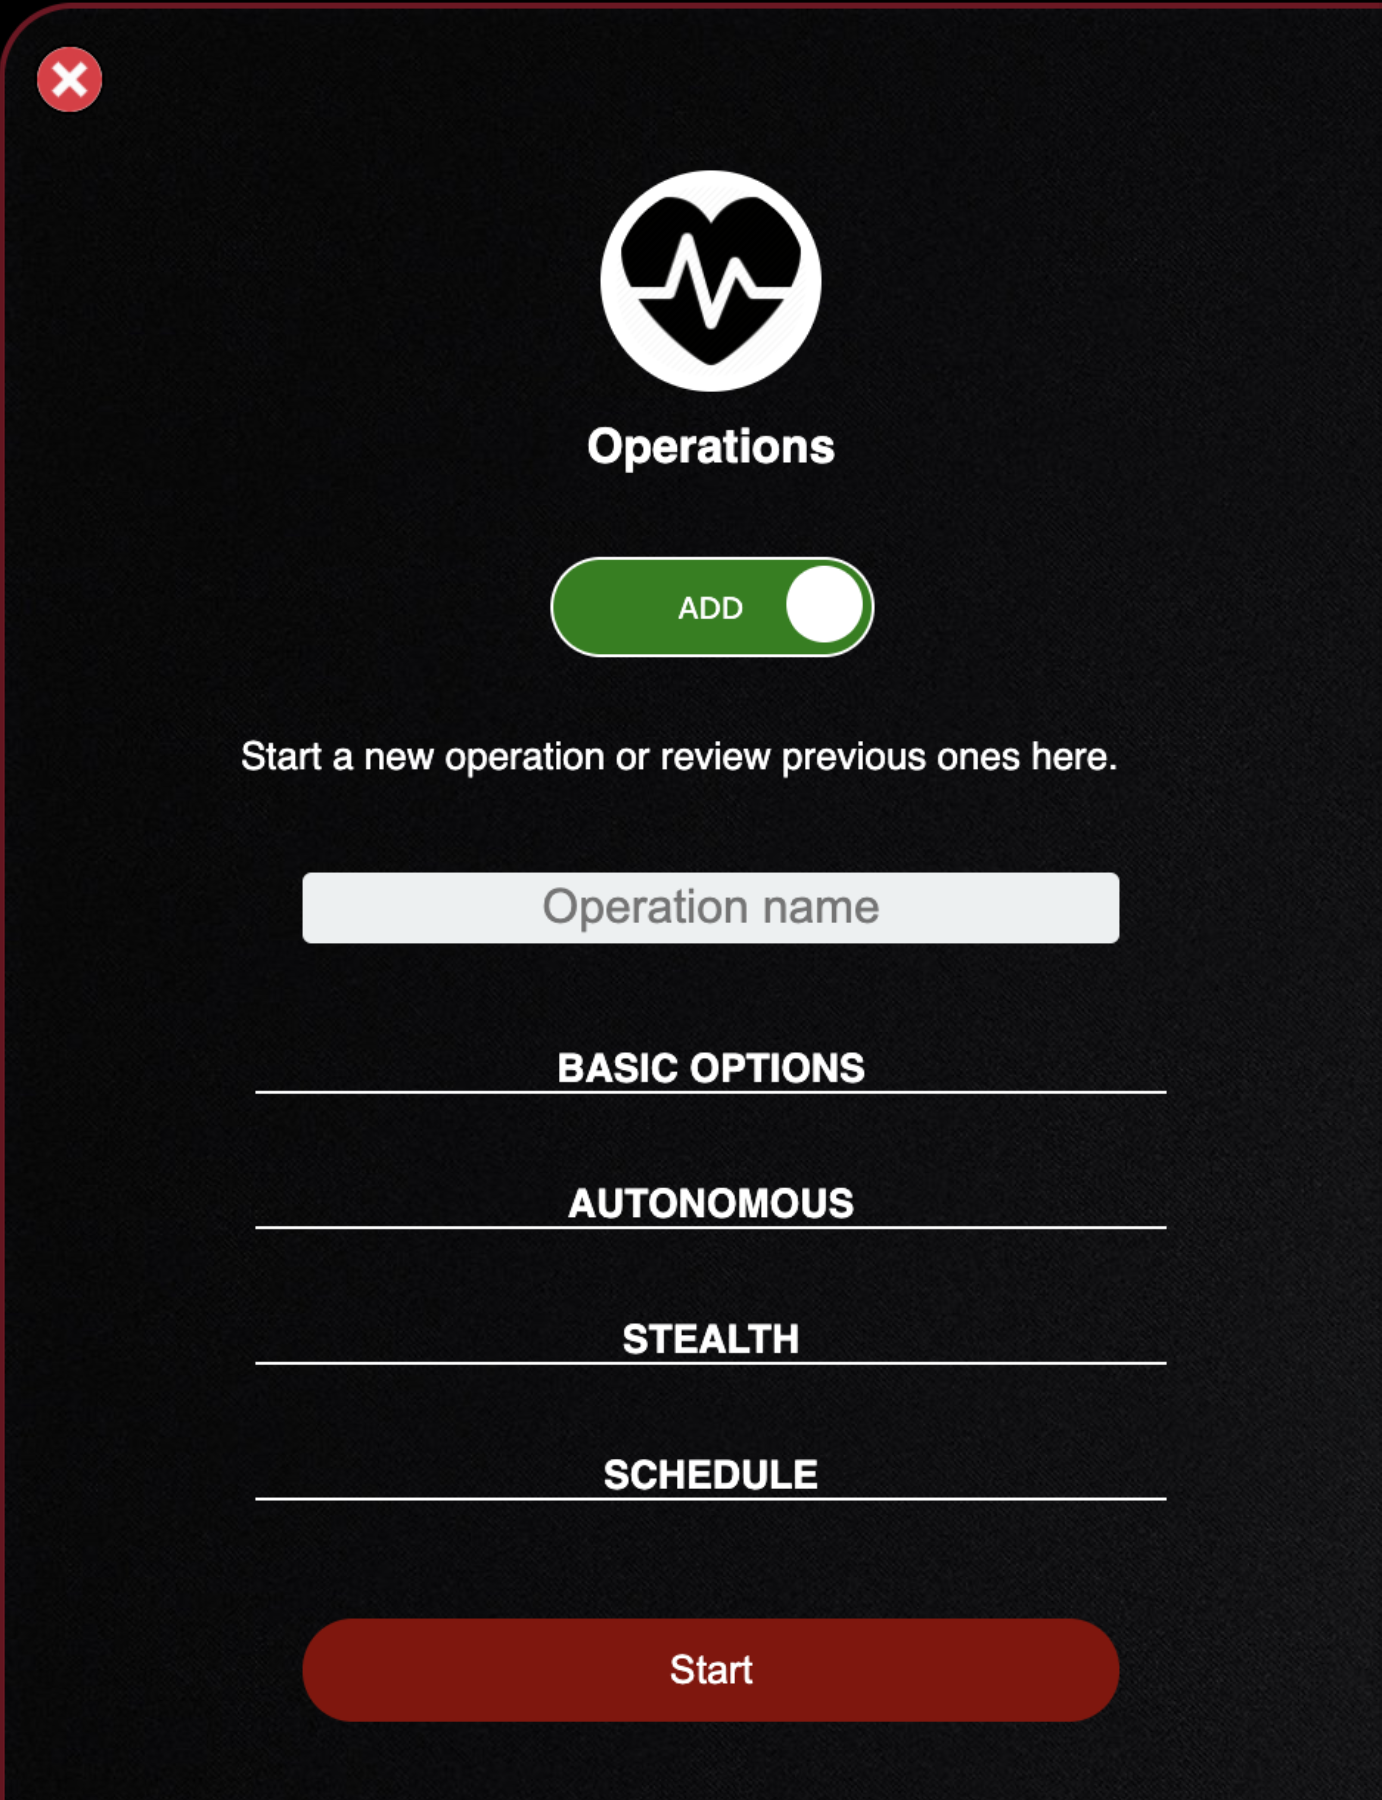 Operations
ADD
Start a new operation or review previous ones here.
Operation name
BASIC OPTIONS
AUTONOMOUS
STEALTH
SCHEDULE
Start